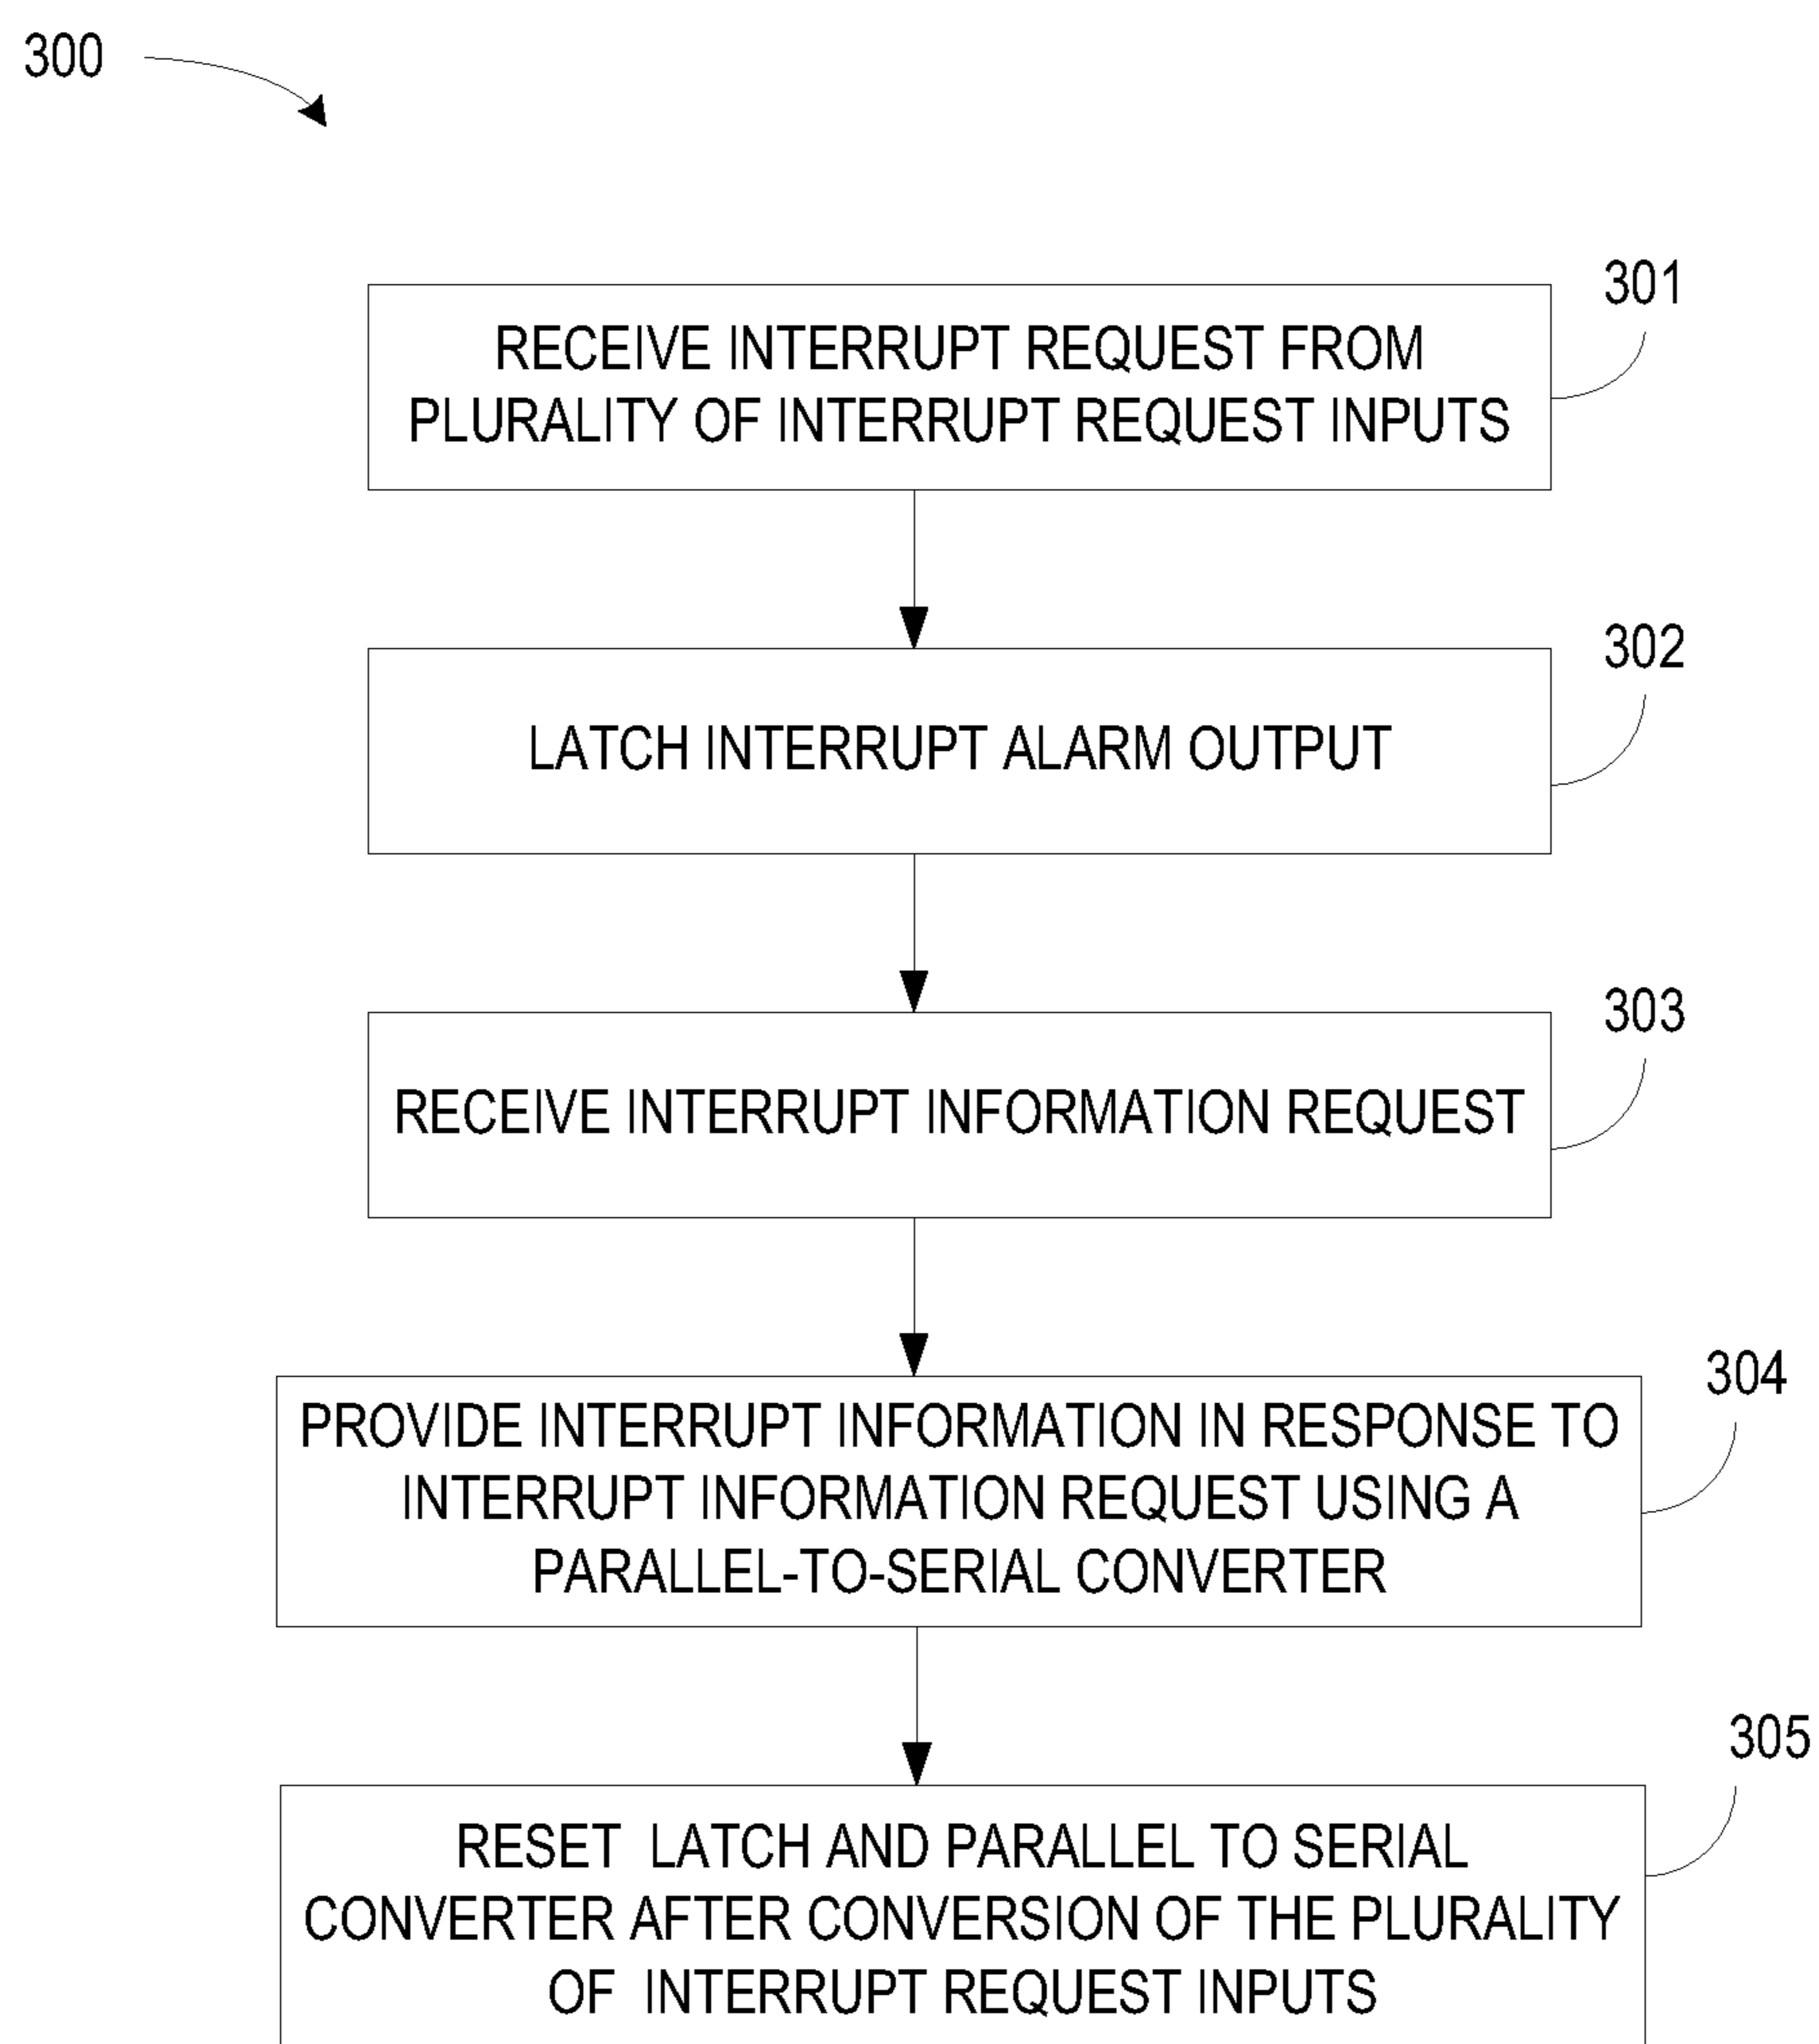 300
301
RECEIVE INTERRUPT REQUEST FROM
PLURALITY OF INTERRUPT REQUEST INPUTS
302
LATCH INTERRUPT ALARM OUTPUT
303
RECEIVE INTERRUPT INFORMATION REQUEST
304
PROVIDE INTERRUPT INFORMATION IN RESPONSE TO
INTERRUPT INFORMATION REQUEST USING A
PARALLEL-TO-SERIAL CONVERTER
305
RESET LATCH AND PARALLEL TO SERIAL
CONVERTER AFTER CONVERSION OF THE PLURALITY
OF INTERRUPT REQUEST INPUTS